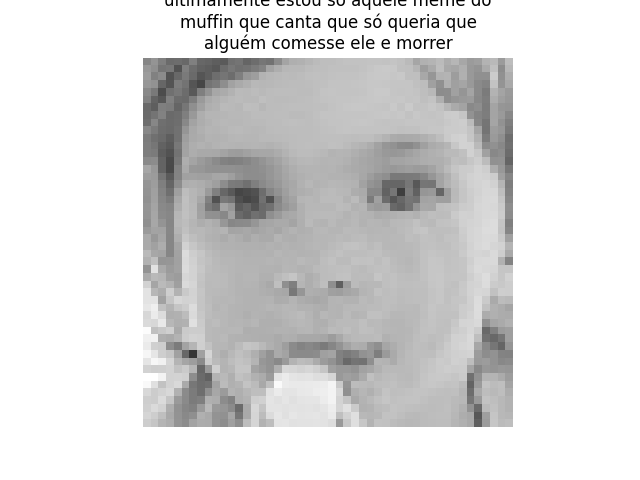 ultimamente estou só aquele meme do
muffin que canta que só queria que
alguém comesse ele e morrer